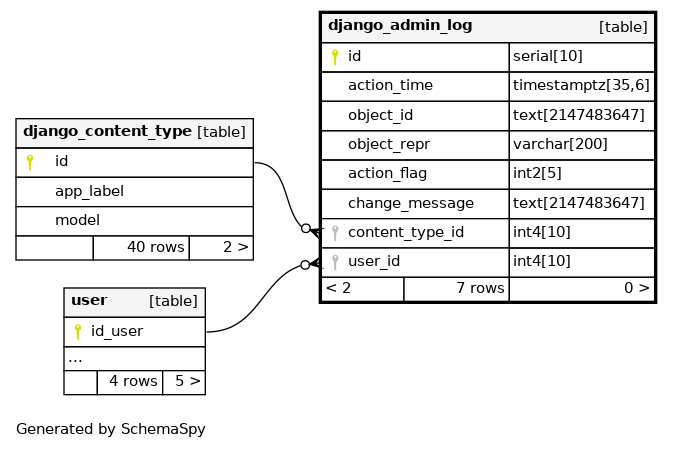 django_admin_log [table]
id serial[10]
action_time timestamptz[35,6]
object_id text[2147483647]
object_repr varchar[200]
action_flag int2[5]
change_message text[2147483647]
content_type_id int4[10]
user_id int4[10]
< 2 7 rows 0 >
django_content_type [table]
id
app_label
model
40 rows 2 >
user [table]
id_user
...
4 rows 5 >
Generated by SchemaSpy